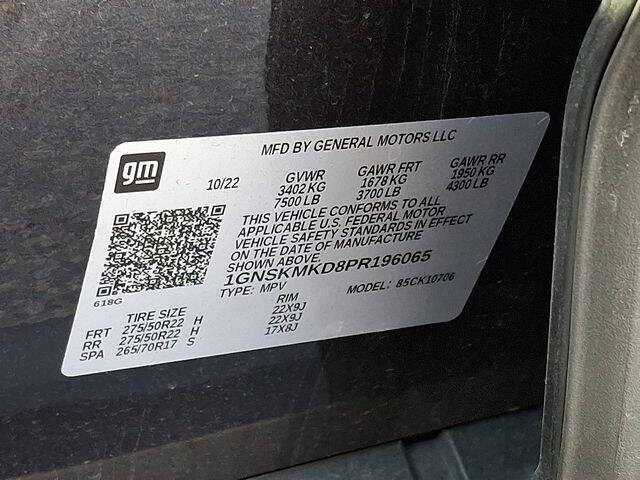 gm
MFD BY GENERAL MOTORS LLC
10/22 GVWR GAWR FRT GAWR RR
3402 KG 1678 KG 1950 KG
7500 LB 3700 LB 4300 LB
THIS VEHICLE CONFORMS TO ALL
APPLICABLE U.S. FEDERAL MOTOR
VEHICLE SAFETY STANDARDS IN EFFECT
ON THE DATE OF MANUFACTURE
SHOWN ABOVE.
1GNSKMKD8PR196065
TYPE: MPV MODEL: 85CK10706
618G
TIRE SIZE RIM
FRT 275/50R22 H 22X9J
RR 275/50R22 H 22X9J
SPA 265/70R17 S 17X8J